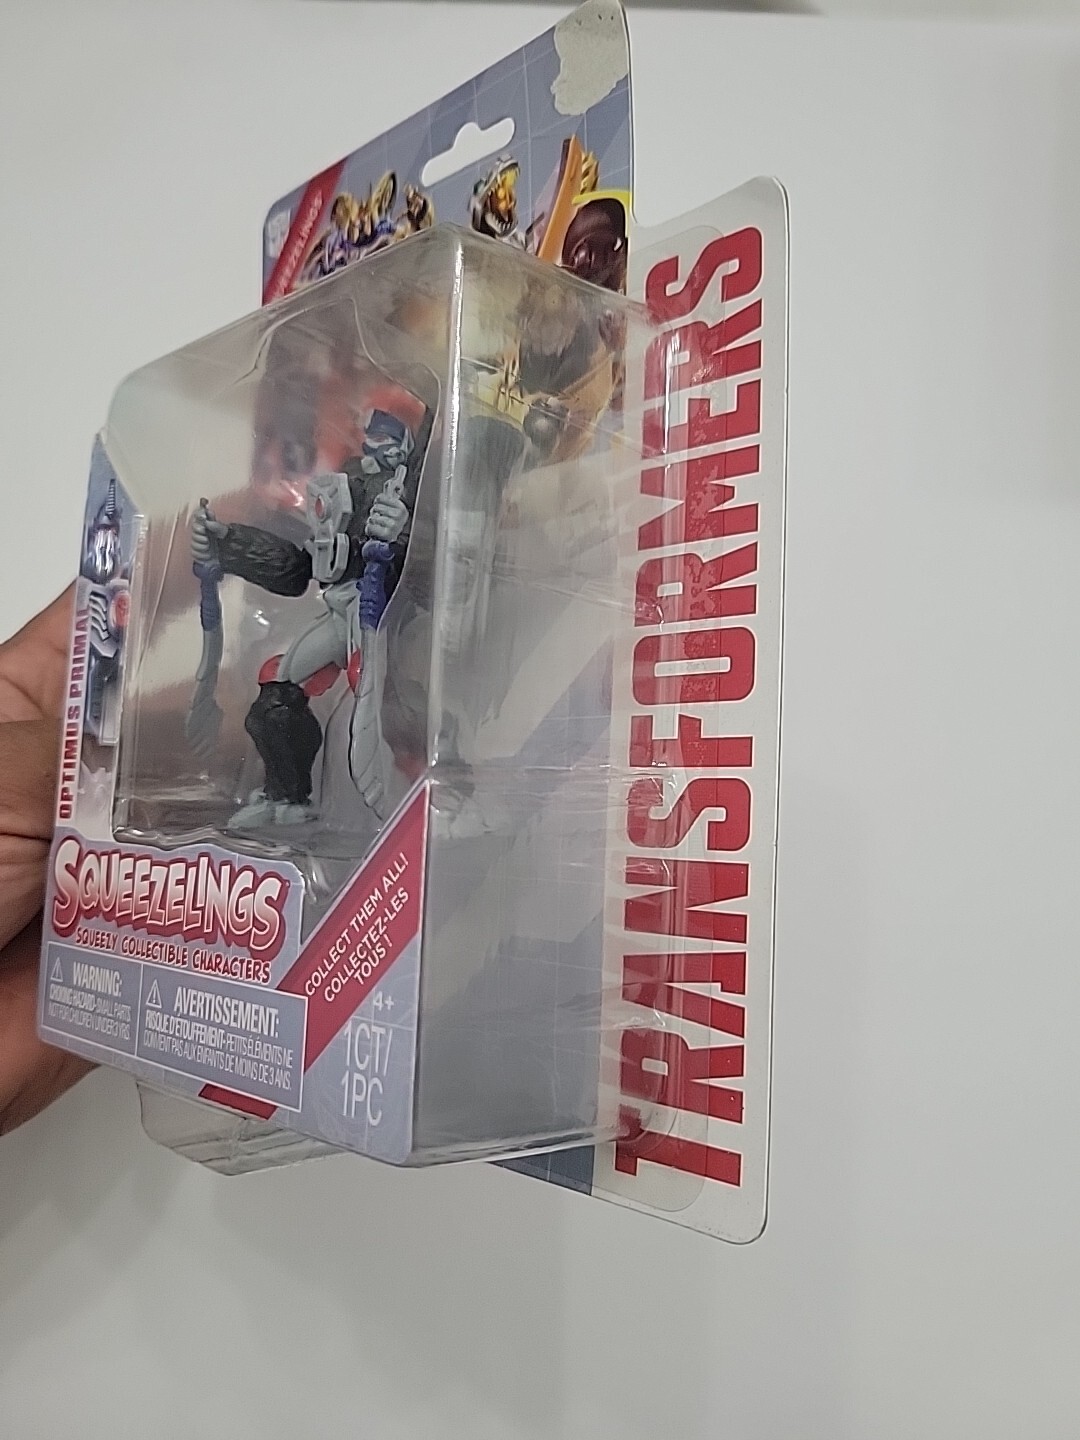 SQUEEZELINGS
TRANSFORMERS
OPTIMUS PRIMAL
SQUEEZELINGS
SQUEEZY COLLECTIBLE CHARACTERS
COLLECT THEM ALL!
COLLECTEZ-LES
TOUS !
WARNING:
CHOKING HAZARD-SMALL PARTS
NOT FOR CHILDREN UNDER 3 YRS.
AVERTISSEMENT:
RISQUE D'ÉTOUFFEMENT-PETITS ÉLÉMENTS NE
CONVIENT PAS AUX ENFANTS DE MOINS DE 3 ANS.
4+
1CT/
1PC